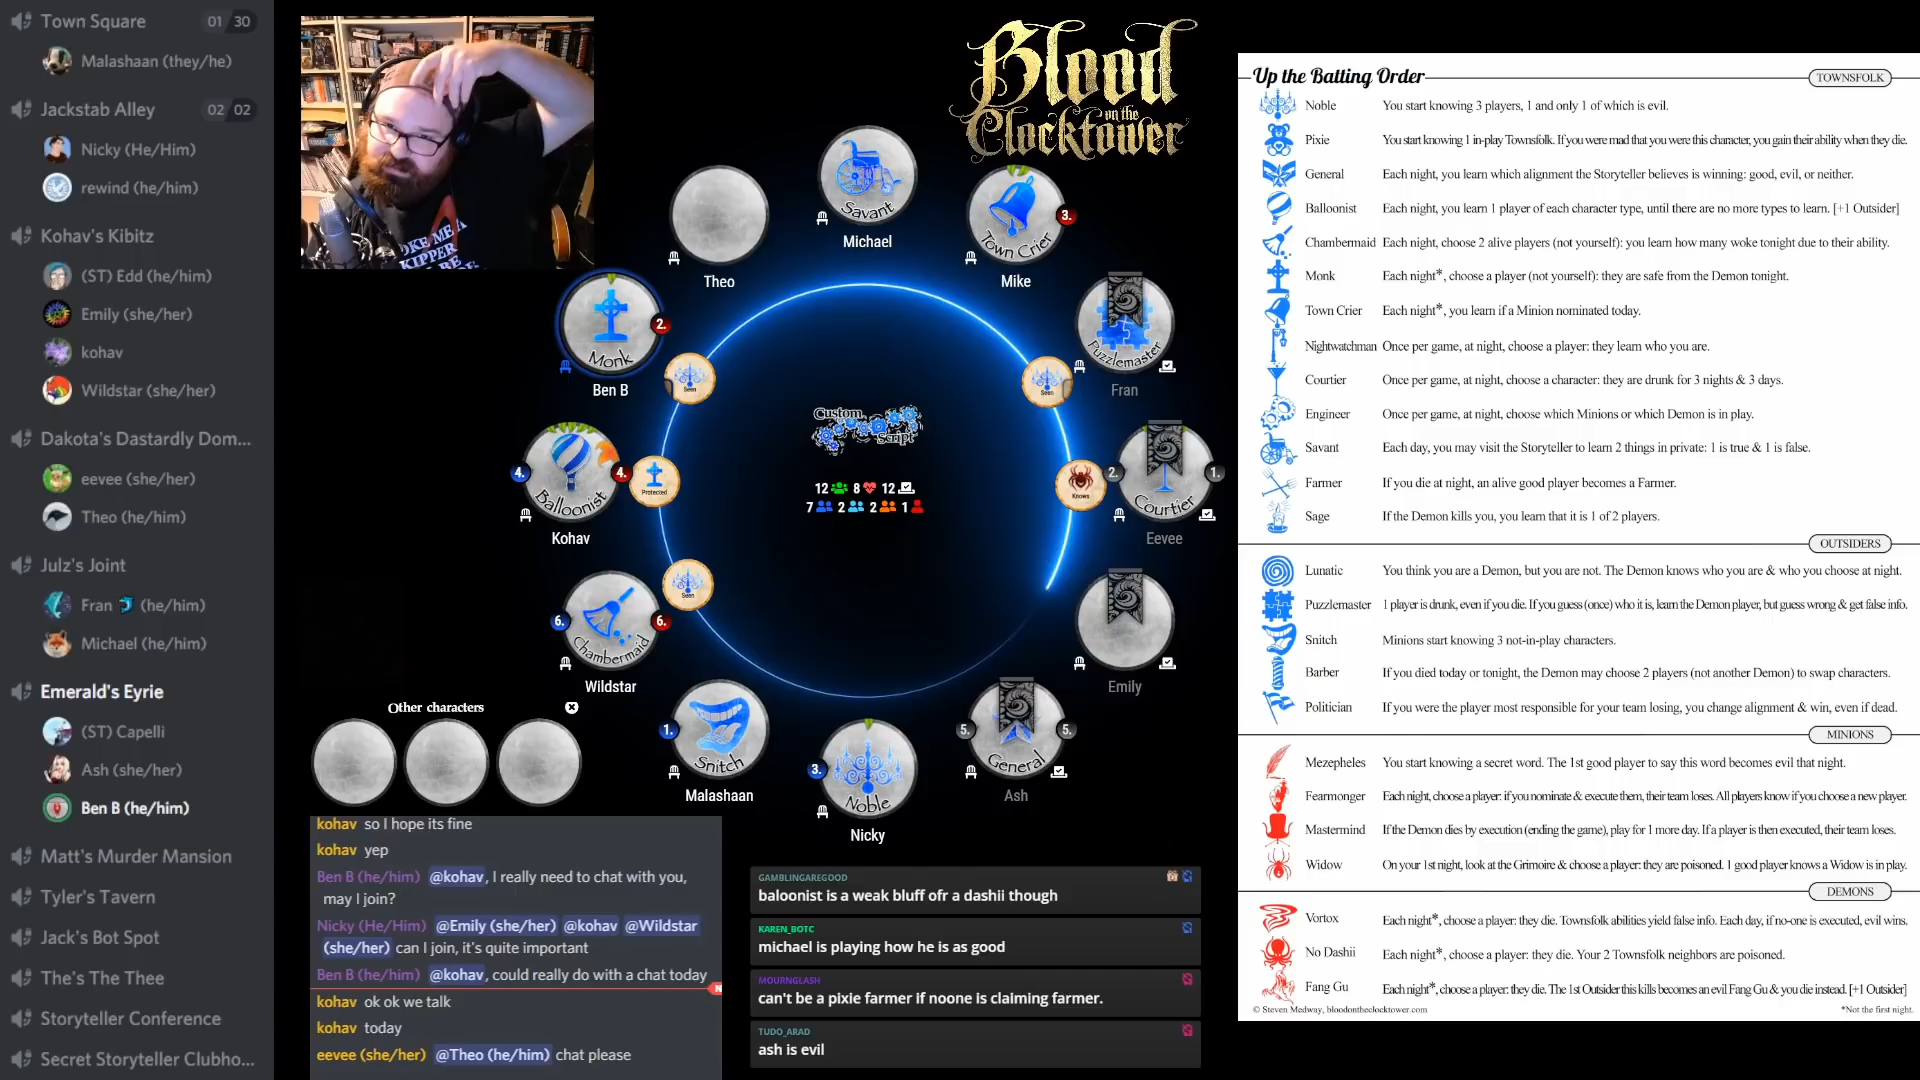 Town Square
01 30
Malashaan (they/he)
Jackstab Alley
02 02
Nicky (He/Him)
rewind (he/him)
Kohav's Kibitz
(ST) Edd (he/him)
Emily (she/her)
kohav
Wildstar (she/her)
Dakota's Dastardly Dom...
eevee (she/her)
Theo (he/him)
Julz's Joint
Fran (he/him)
Michael (he/him)
Emerald's Eyrie
(ST) Capelli
Ash (she/her)
Ben B (he/him)
Matt's Murder Mansion
Tyler's Tavern
Jack's Bot Spot
The's The Thee
Storyteller Conference
Secret Storyteller Clubho...
Blood
on the
Clocktower
Savant
Michael
Theo
Town Crier
3.
Mike
Monk
2.
Ben B
Seen
Seen
Puzzlemaster
Fran
Balloonist
4.
4.
Protected
Kohav
Knows
2.
1.
Courtier
Eevee
Custom
Script
12 8 12
7 2 2 1
Chambermaid
6.
6.
Seen
Wildstar
Emily
Snitch
1.
Malashaan
Noble
3.
Nicky
General
5.
5.
Ash
Other characters
kohav so I hope its fine
kohav yep
Ben B (he/him) @kohav, I really need to chat with you,
may I join?
Nicky (He/Him) @Emily (she/her) @kohav @Wildstar
(she/her) can I join, it's quite important
Ben B (he/him) @kohav, could really do with a chat today
kohav ok ok we talk
kohav today
eevee (she/her) @Theo (he/him) chat please
GAMBLINGAREGOOD
baloonist is a weak bluff ofr a dashii though
KAREN_BOTC
michael is playing how he is as good
MOURNGLASH
can't be a pixie farmer if noone is claiming farmer.
TUDO_ARAD
ash is evil
Up the Batting Order
TOWNSFOLK
Noble You start knowing 3 players, 1 and only 1 of which is evil.
Pixie You start knowing 1 in-play Townsfolk. If you were mad that you were this character, you gain their ability when they die.
General Each night, you learn which alignment the Storyteller believes is winning: good, evil, or neither.
Balloonist Each night, you learn 1 player of each character type, until there are no more types to learn. [+1 Outsider]
Chambermaid Each night, choose 2 alive players (not yourself): you learn how many woke tonight due to their ability.
Monk Each night*, choose a player (not yourself): they are safe from the Demon tonight.
Town Crier Each night*, you learn if a Minion nominated today.
Nightwatchman Once per game, at night, choose a player: they learn who you are.
Courtier Once per game, at night, choose a character: they are drunk for 3 nights & 3 days.
Engineer Once per game, at night, choose which Minions or which Demon is in play.
Savant Each day, you may visit the Storyteller to learn 2 things in private: 1 is true & 1 is false.
Farmer If you die at night, an alive good player becomes a Farmer.
Sage If the Demon kills you, you learn that it is 1 of 2 players.
OUTSIDERS
Lunatic You think you are a Demon, but you are not. The Demon knows who you are & who you choose at night.
Puzzlemaster 1 player is drunk, even if you die. If you guess (once) who it is, learn the Demon player, but guess wrong & get false info.
Snitch Minions start knowing 3 not-in-play characters.
Barber If you died today or tonight, the Demon may choose 2 players (not another Demon) to swap characters.
Politician If you were the player most responsible for your team losing, you change alignment & win, even if dead.
MINIONS
Mezepheles You start knowing a secret word. The 1st good player to say this word becomes evil that night.
Fearmonger Each night, choose a player: if you nominate & execute them, their team loses. All players know if you choose a new player.
Mastermind If the Demon dies by execution (ending the game), play for 1 more day. If a player is then executed, their team loses.
Widow On your 1st night, look at the Grimoire & choose a player: they are poisoned. 1 good player knows a Widow is in play.
DEMONS
Vortox Each night*, choose a player: they die. Townsfolk abilities yield false info. Each day, if no-one is executed, evil wins.
No Dashii Each night*, choose a player: they die. Your 2 Townsfolk neighbors are poisoned.
Fang Gu Each night*, choose a player: they die. The 1st Outsider this kills becomes an evil Fang Gu & you die instead. [+1 Outsider]
© Steven Medway, bloodontheclocktower.com
*Not the first night.